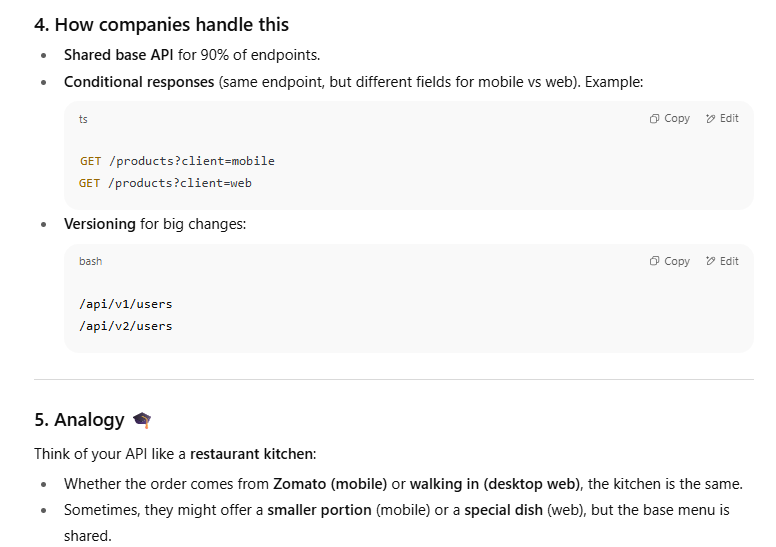 4. How companies handle this
• Shared base API for 90% of endpoints.
• Conditional responses (same endpoint, but different fields for mobile vs web). Example:
ts Copy Edit
GET /products?client=mobile
GET /products?client=web
• Versioning for big changes:
bash Copy Edit
/api/v1/users
/api/v2/users
5. Analogy 🎓
Think of your API like a restaurant kitchen:
• Whether the order comes from Zomato (mobile) or walking in (desktop web), the kitchen is the same.
• Sometimes, they might offer a smaller portion (mobile) or a special dish (web), but the base menu is
shared.